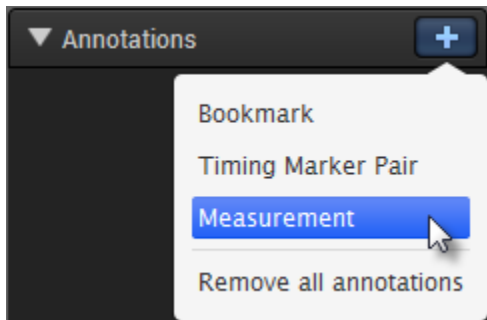 Annotations
Bookmark
Timing Marker Pair
Measurement
Remove all annotations